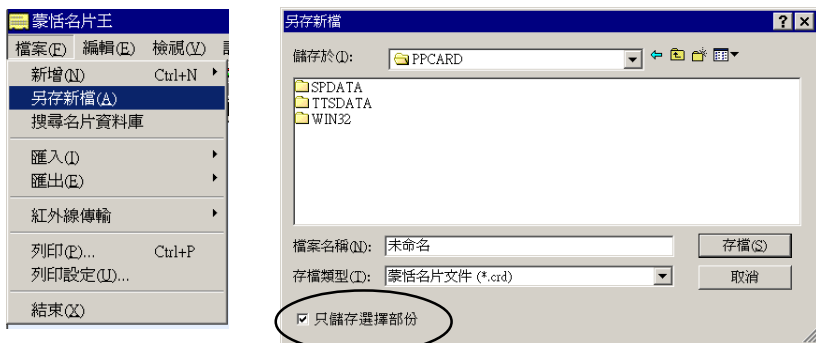 蒙恬名片王
檔案(F) 編輯(E) 檢視(V)
新增(N) Ctrl+N
另存新檔(A)
搜尋名片資料庫
匯入(I)
匯出(E)
紅外線傳輸
列印(P)... Ctrl+P
列印設定(U)...
結束(X)
另存新檔
儲存於(I): PPCARD
SPDATA
TTSDATA
WIN32
檔案名稱(N): 未命名 存檔(S)
存檔類型(T): 蒙恬名片文件 (*.crd) 取消
只儲存選擇部份